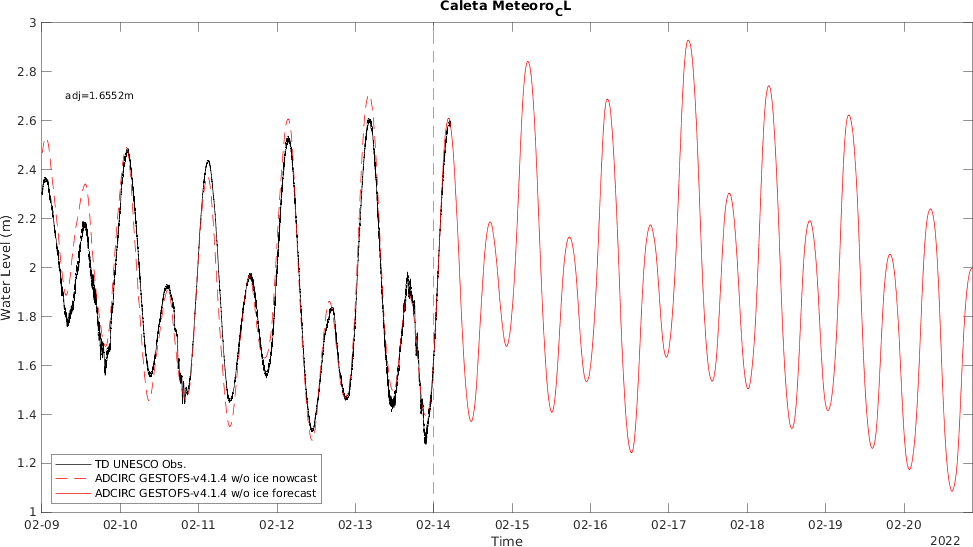 Caleta Meteoro_CL
3
2.8
adj=1.6552m
2.6
2.4
2.2
2
1.8
1.6
1.4
1.2
1
Water Level (m)
TD UNESCO Obs.
ADCIRC GESTOFS-v4.1.4 w/o ice nowcast
ADCIRC GESTOFS-v4.1.4 w/o ice forecast
02-09 02-10 02-11 02-12 02-13 02-14 02-15 02-16 02-17 02-18 02-19 02-20
Time
2022